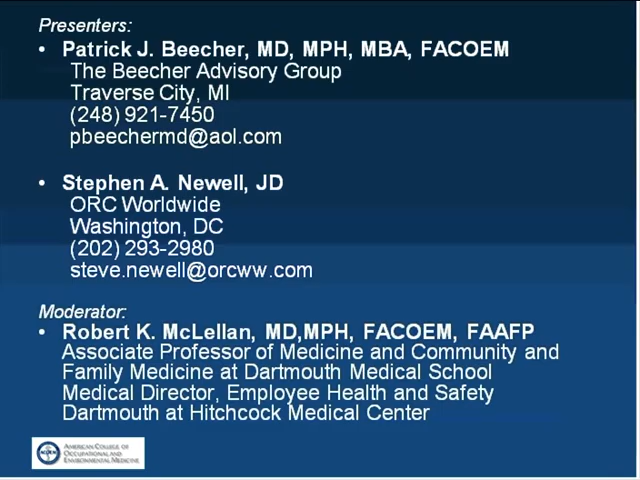 Presenters:
• Patrick J. Beecher, MD, MPH, MBA, FACOEM
The Beecher Advisory Group
Traverse City, MI
(248) 921-7450
pbeechermd@aol.com
• Stephen A. Newell, JD
ORC Worldwide
Washington, DC
(202) 293-2980
steve.newell@orcww.com
Moderator:
• Robert K. McLellan, MD,MPH, FACOEM, FAAFP
Associate Professor of Medicine and Community and
Family Medicine at Dartmouth Medical School
Medical Director, Employee Health and Safety
Dartmouth at Hitchcock Medical Center
American College of
Occupational and
Environmental Medicine